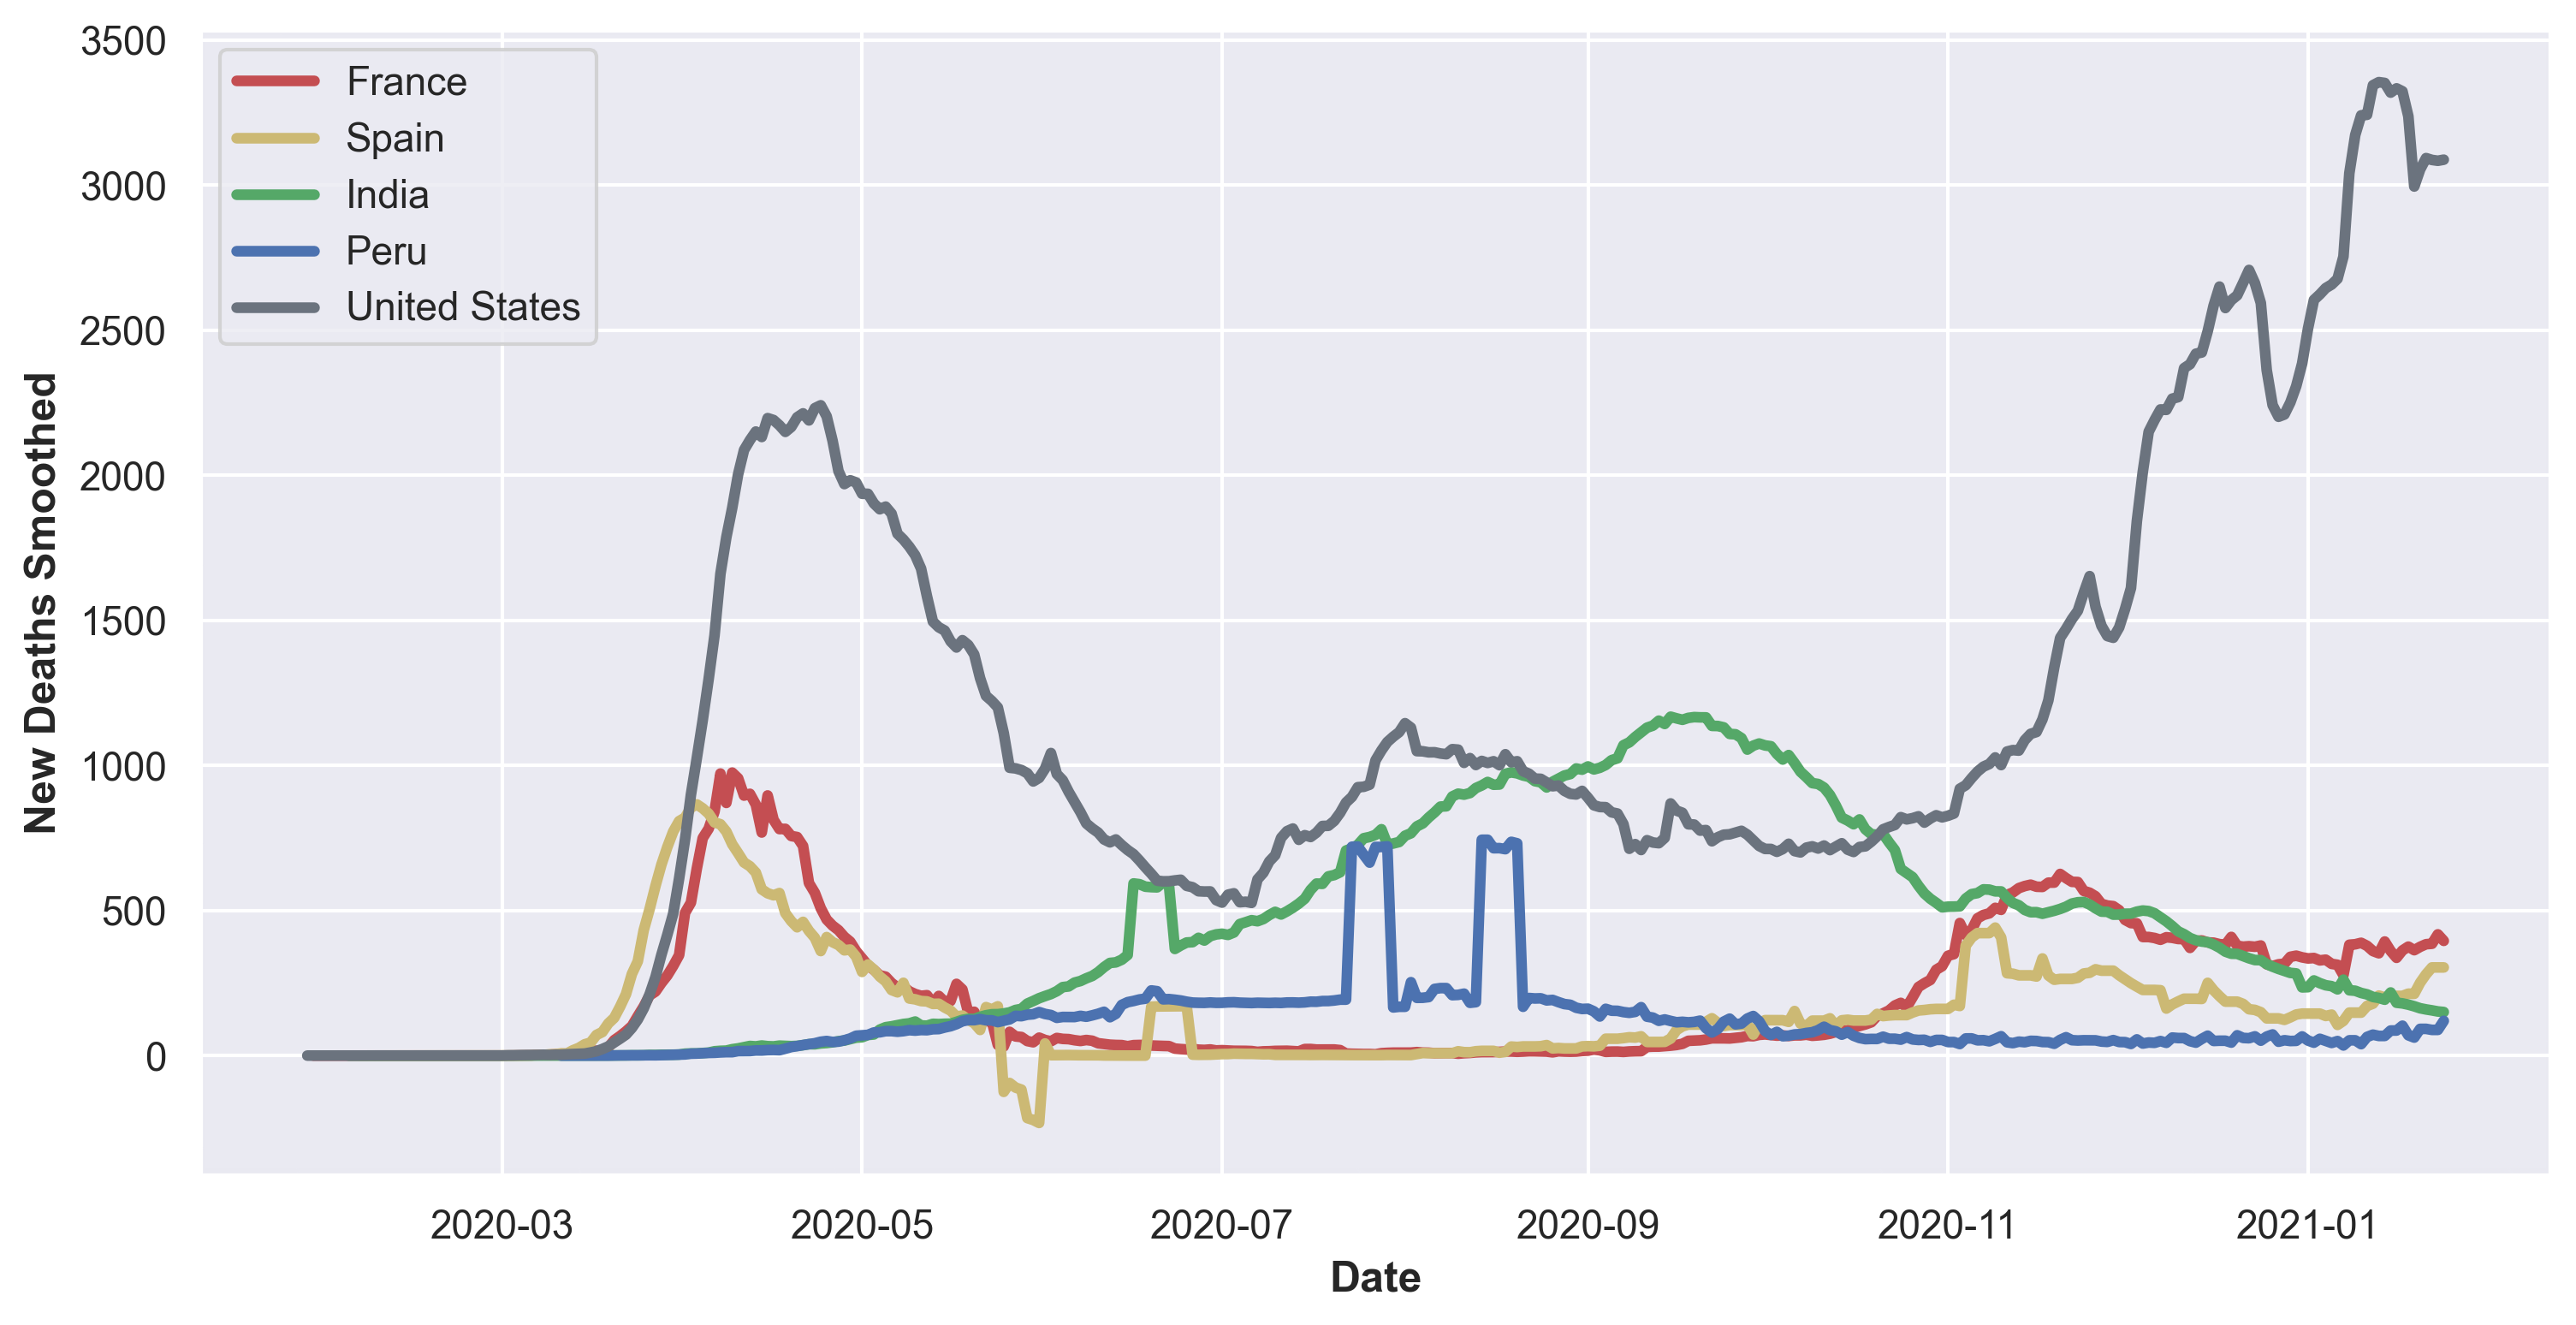 3500
3000
2500
2000
1500
1000
500
0
New Deaths Smoothed
France
Spain
India
Peru
United States
2020-03
2020-05
2020-07
2020-09
2020-11
2021-01
Date